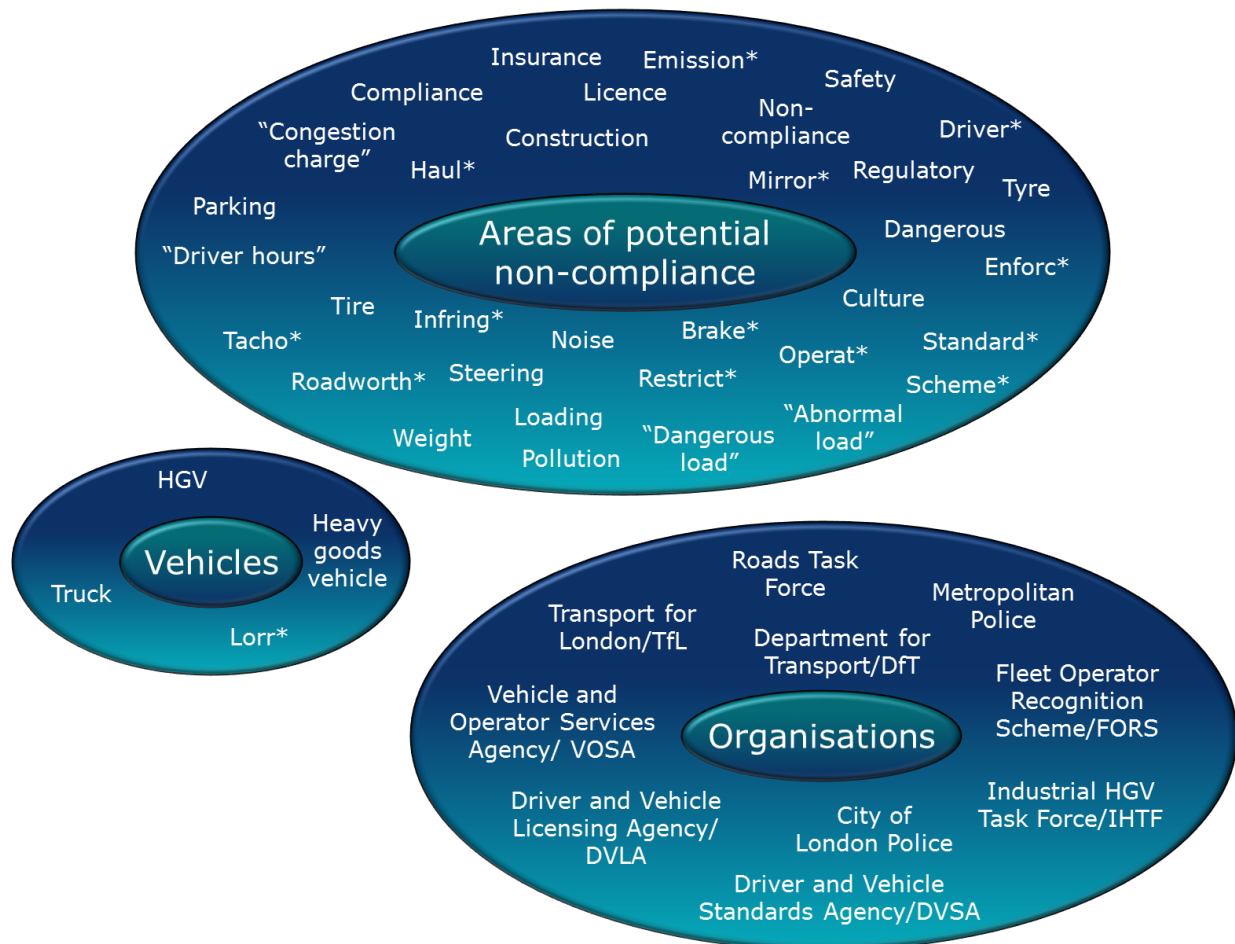 Insurance
Emission*
Safety
Compliance
Licence
Non-
compliance
Driver*
“Congestion
charge”
Construction
Haul*
Mirror*
Regulatory
Tyre
Parking
Areas of potential
non-compliance
Dangerous
“Driver hours”
Enforc*
Culture
Tire
Infring*
Noise
Brake*
Tacho*
Operat*
Standard*
Roadworth*
Steering
Restrict*
Scheme*
Loading
“Abnormal
load”
Weight
Pollution
“Dangerous
load”
HGV
Heavy
goods
vehicle
Vehicles
Truck
Lorr*
Roads Task
Force
Metropolitan
Police
Transport for
London/TfL
Department for
Transport/DfT
Fleet Operator
Recognition
Scheme/FORS
Vehicle and
Operator Services
Agency/ VOSA
Organisations
Industrial HGV
Task Force/IHTF
Driver and Vehicle
Licensing Agency/
DVLA
City of
London Police
Driver and Vehicle
Standards Agency/DVSA